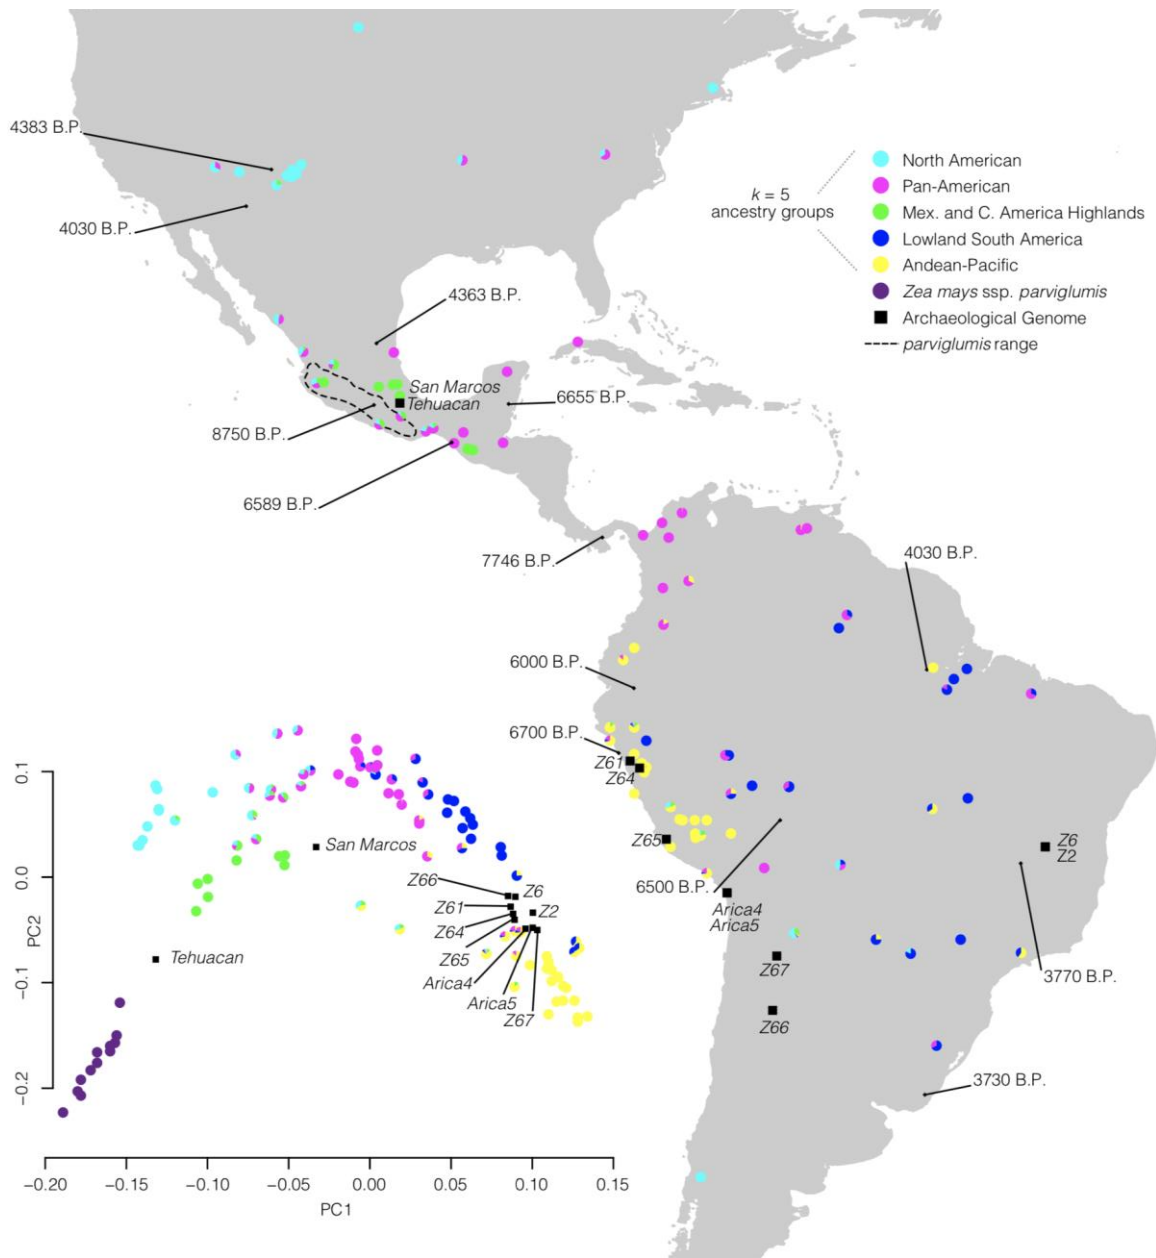 4383 B.P.
4030 B.P.
k = 5
ancestry groups
North American
Pan-American
Mex. and C. America Highlands
Lowland South America
Andean-Pacific
Zea mays ssp. parviglumis
Archaeological Genome
parviglumis range
4363 B.P.
San Marcos
Tehuacan
6655 B.P.
8750 B.P.
6589 B.P.
7746 B.P.
4030 B.P.
6000 B.P.
6700 B.P.
Z61
Z64
Z65
6500 B.P.
Z6
Z2
Arica4
Arica5
Z67
Z66
3770 B.P.
3730 B.P.
0.1
0.0
−0.1
−0.2
PC2
San Marcos
Z66
Z6
Z61
Z2
Z64
Z65
Arica4
Arica5
Z67
Tehuacan
−0.20
−0.15
−0.10
−0.05
0.00
0.05
0.10
0.15
PC1